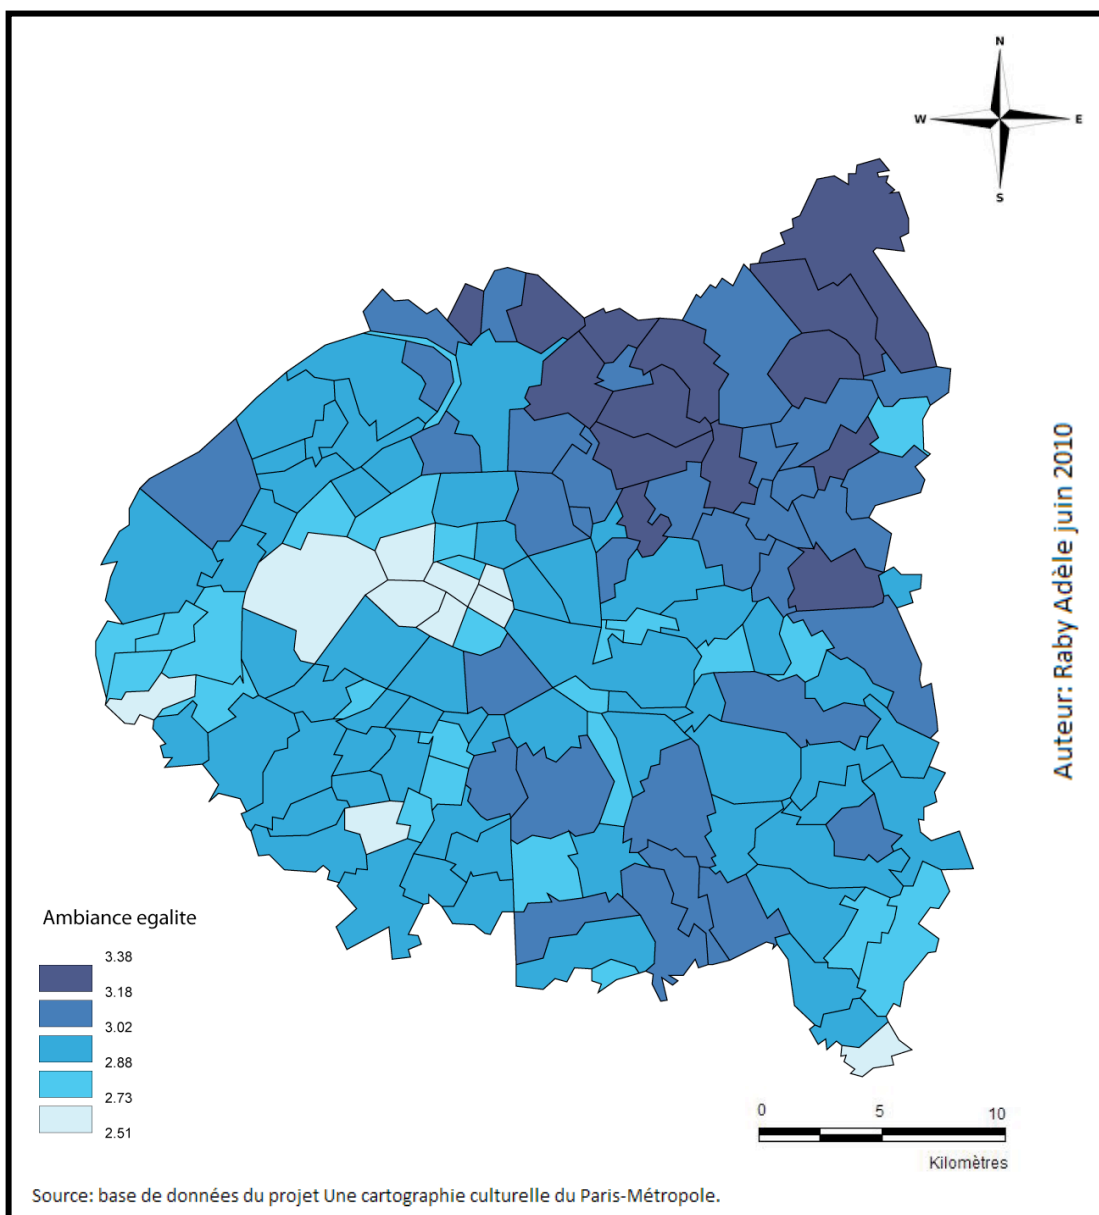 N
W E
S
Auteur: Raby Adèle juin 2010
Ambiance egalite
3.38
3.18
3.02
2.88
2.73
2.51
0 5 10
Kilomètres
Source: base de données du projet Une cartographie culturelle du Paris-Métropole.